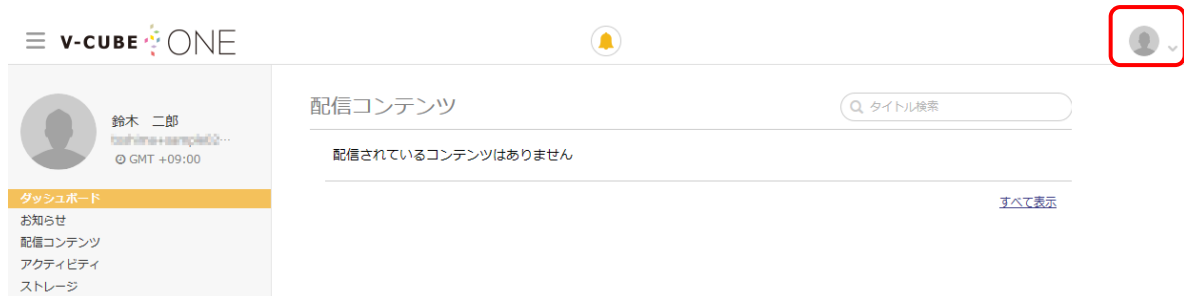 V-CUBE ONE
配信コンテンツ
タイトル検索
鈴木 二郎
GMT +09:00
配信されているコンテンツはありません
すべて表示
ダッシュボード
お知らせ
配信コンテンツ
アクティビティ
ストレージ